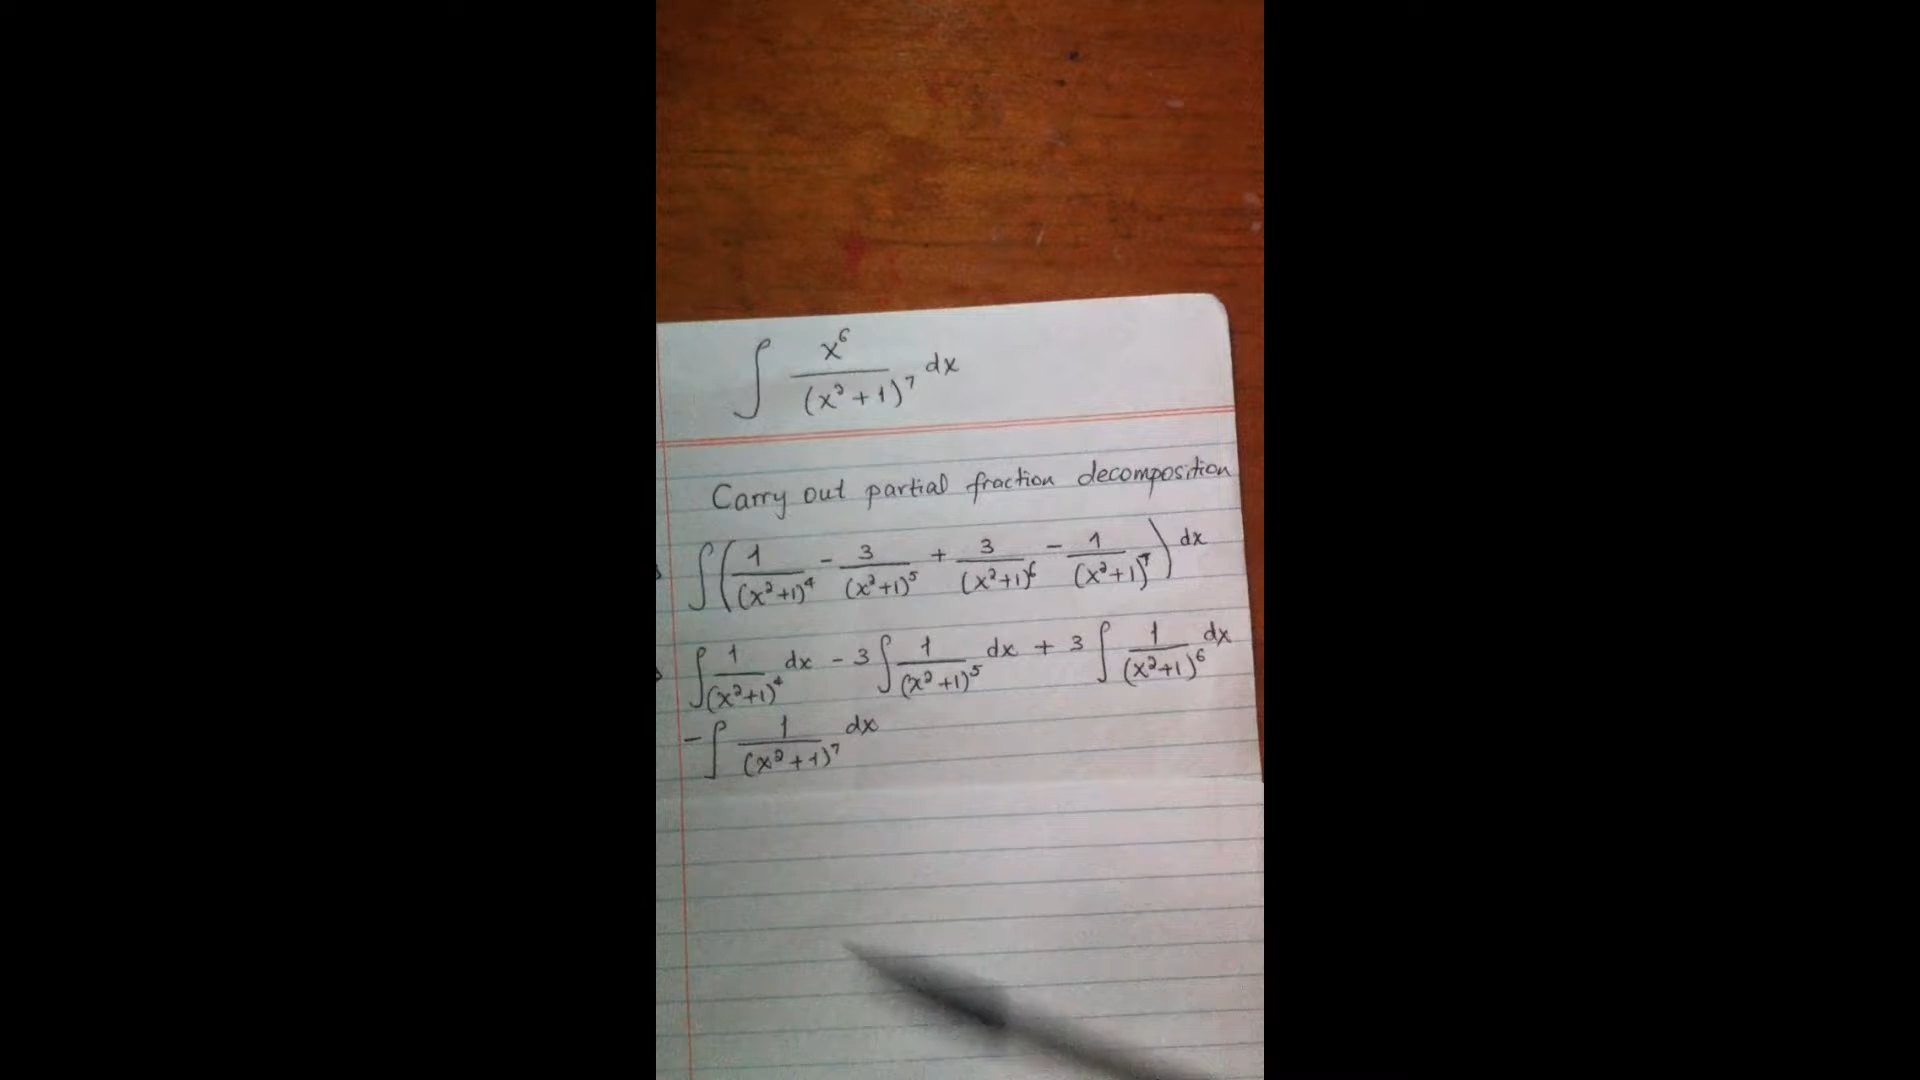 ∫ x⁶/(x²+1)⁷ dx
Carry out partial fraction decomposition
∫(1/(x²+1)⁴ - 3/(x²+1)⁵ + 3/(x²+1)⁶ - 1/(x²+1)⁷) dx
∫ 1/(x²+1)⁴ dx - 3∫ 1/(x²+1)⁵ dx + 3∫ 1/(x²+1)⁶ dx
-∫ 1/(x²+1)⁷ dx